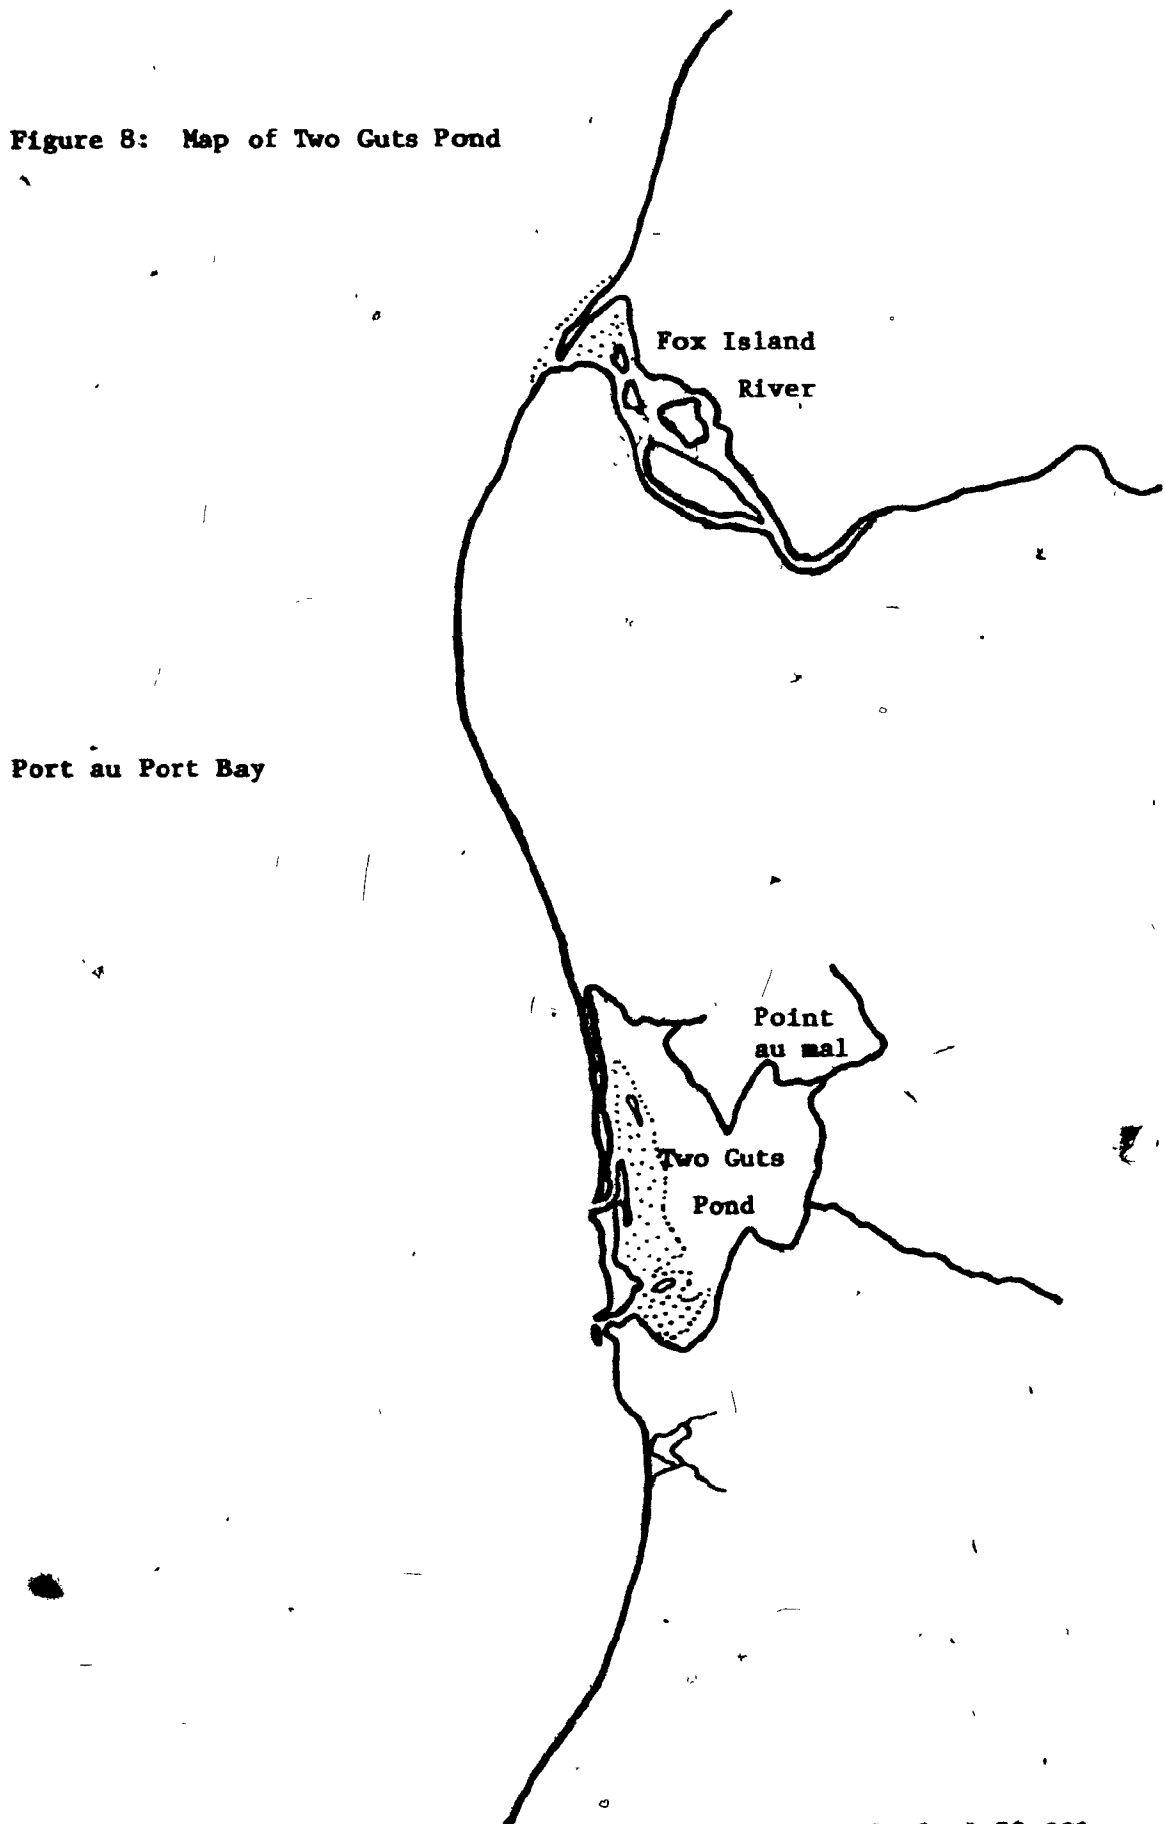 Figure 8: Map of Two Guts Pond
Fox Island
River
Port au Port Bay
Point
au mal
Two Guts
Pond